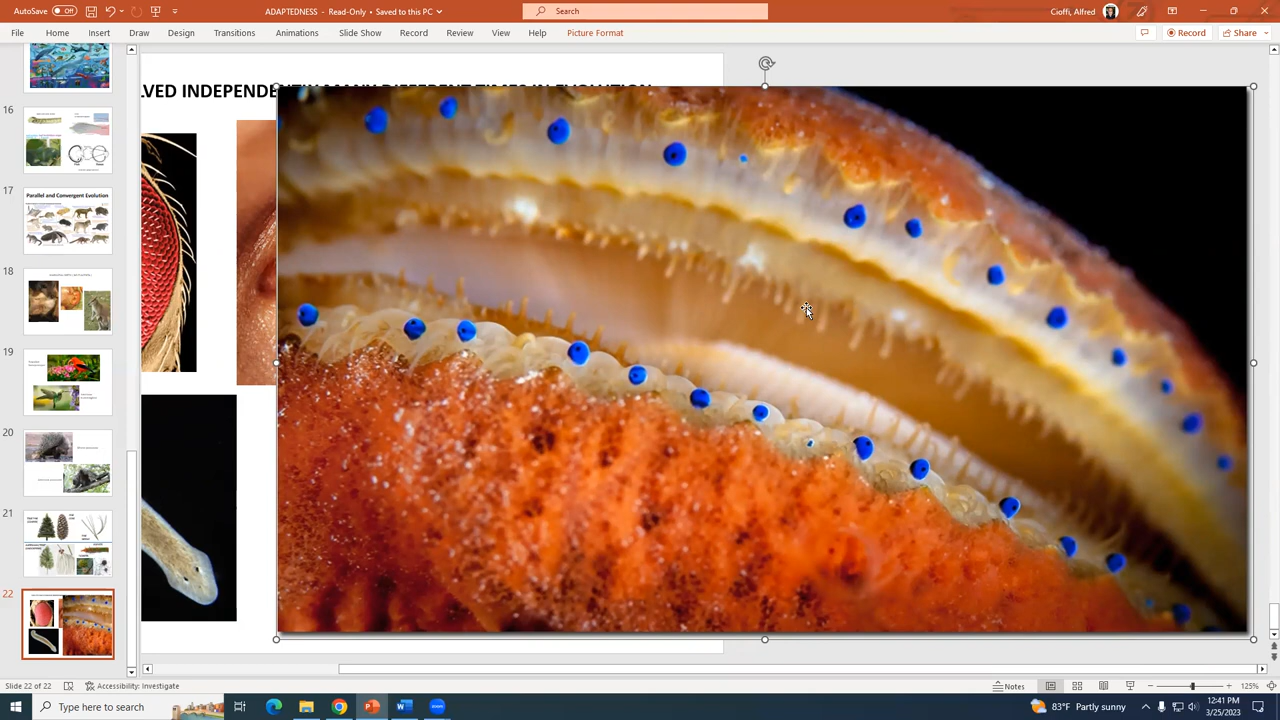 AutoSave Off
ADAPTEDNESS - Read-Only • Saved to this PC
Search
Cioffi, Alfred
File Home Insert Draw Design Transitions Animations Slide Show Record Review View Help Picture Format
Record
Share
16
17
Parallel and Convergent Evolution
18
19
20
21
22
LVED INDEPENDE
Slide 22 of 22
Accessibility: Investigate
Notes
125%
Type here to search
zoom
83°F Partly sunny
12:41 PM
3/25/2023